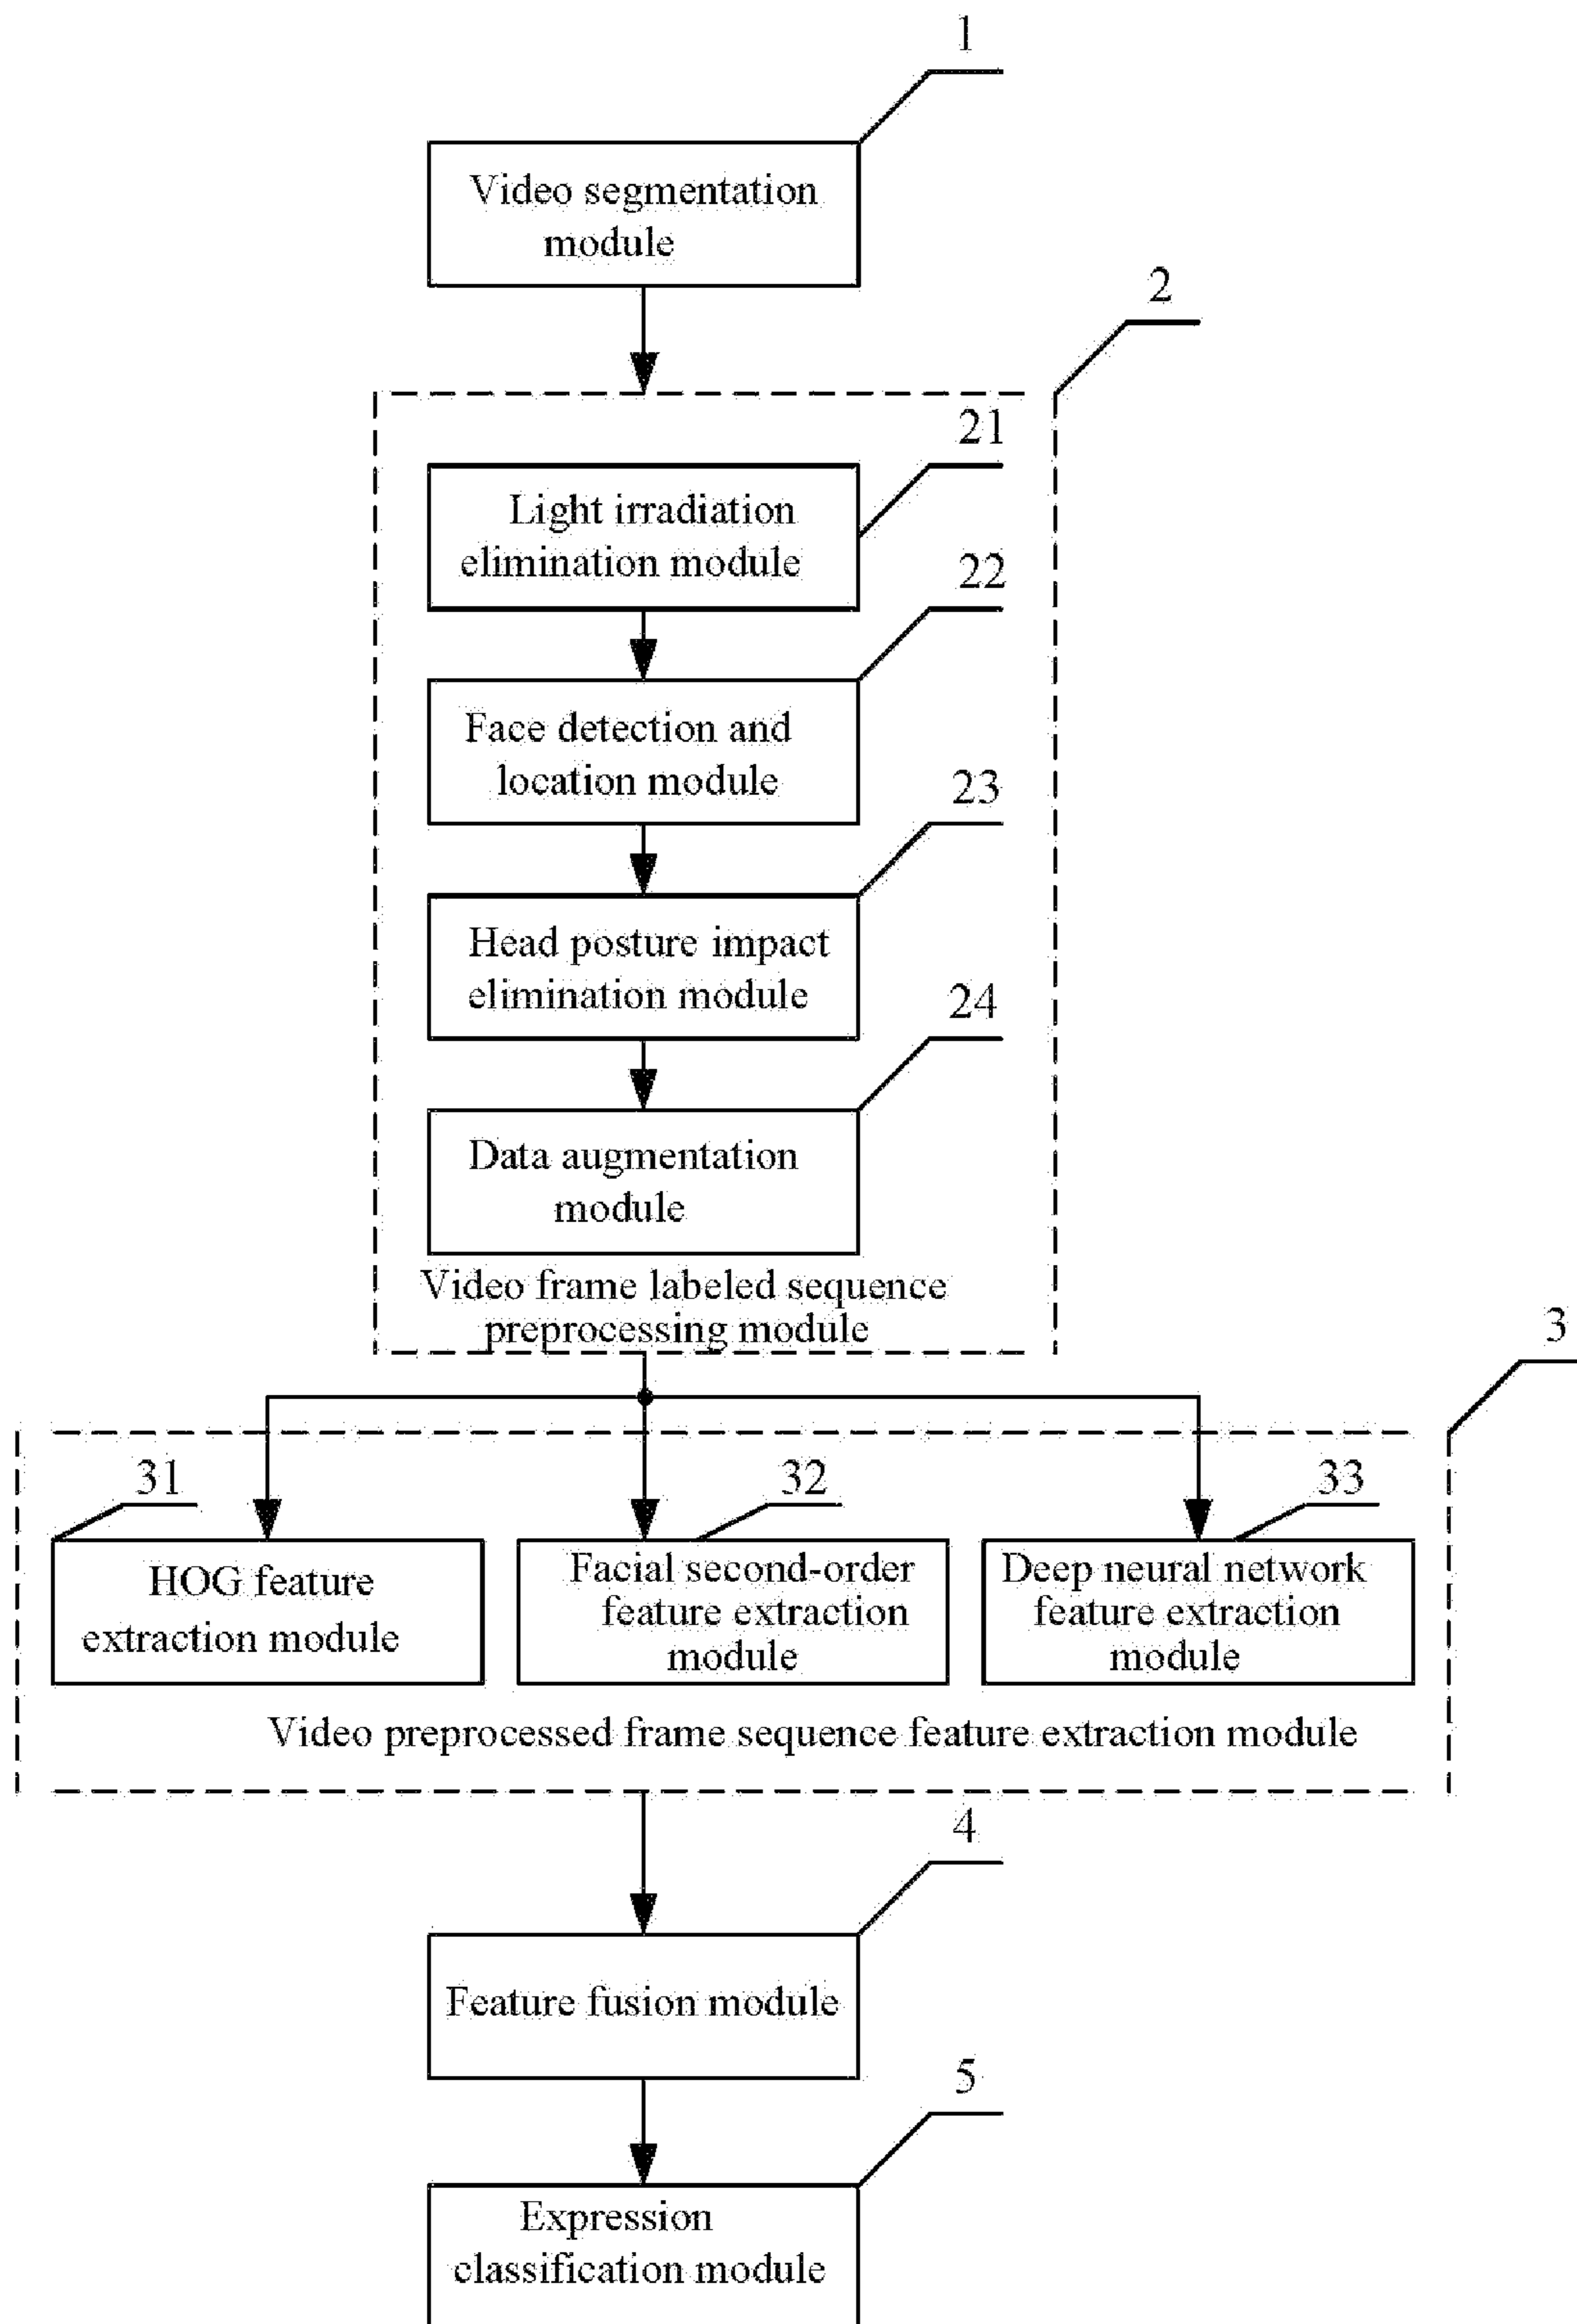 1
Video segmentation
module
2
21
Light irradiation
elimination module
22
Face detection and
location module
23
Head posture impact
elimination module
24
Data augmentation
module
Video frame labeled sequence
preprocessing module
3
31
32
33
HOG feature
extraction module
Facial second-order
feature extraction
module
Deep neural network
feature extraction
module
Video preprocessed frame sequence feature extraction module
4
Feature fusion module
5
Expression
classification module